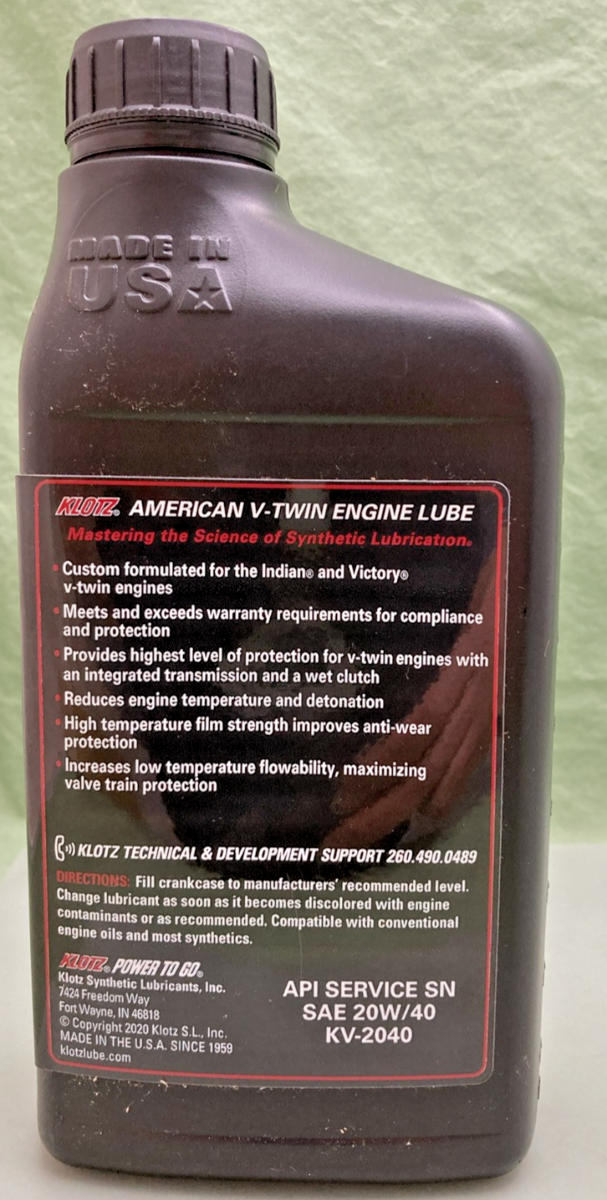 MADE IN
USA
KLOTZ® AMERICAN V-TWIN ENGINE LUBE
Mastering the Science of Synthetic Lubrication®
• Custom formulated for the Indian® and Victory®
v-twin engines
• Meets and exceeds warranty requirements for compliance
and protection
• Provides highest level of protection for v-twin engines with
an integrated transmission and a wet clutch
• Reduces engine temperature and detonation
• High temperature film strength improves anti-wear
protection
• Increases low temperature flowability, maximizing
valve train protection
KLOTZ TECHNICAL & DEVELOPMENT SUPPORT 260.490.0489
DIRECTIONS: Fill crankcase to manufacturers' recommended level.
Change lubricant as soon as it becomes discolored with engine
contaminants or as recommended. Compatible with conventional
engine oils and most synthetics.
KLOTZ® POWER TO GO®
Klotz Synthetic Lubricants, Inc.
7424 Freedom Way
Fort Wayne, IN 46818
© Copyright 2020 Klotz S.L., Inc.
MADE IN THE U.S.A. SINCE 1959
klotzlube.com
API SERVICE SN
SAE 20W/40
KV-2040